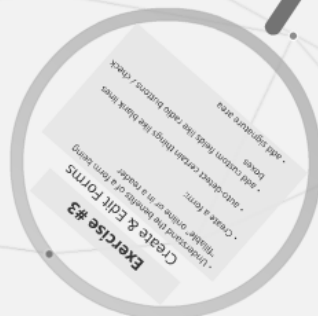 Exercise #3
Create & Edit Forms
• Understand the benefits of a form being
"fillable" online or in a reader
• Create a form:
• auto-detect certain things like blank lines
• add custom fields like radio buttons / check
boxes
• add signature area